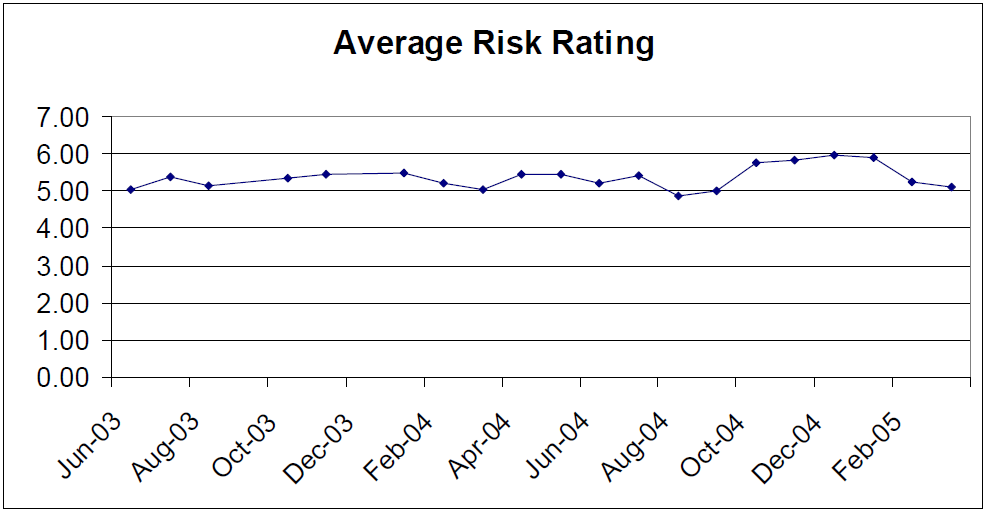 Average Risk Rating
7.00
6.00
5.00
4.00
3.00
2.00
1.00
0.00
Jun-03
Aug-03
Oct-03
Dec-03
Feb-04
Apr-04
Jun-04
Aug-04
Oct-04
Dec-04
Feb-05